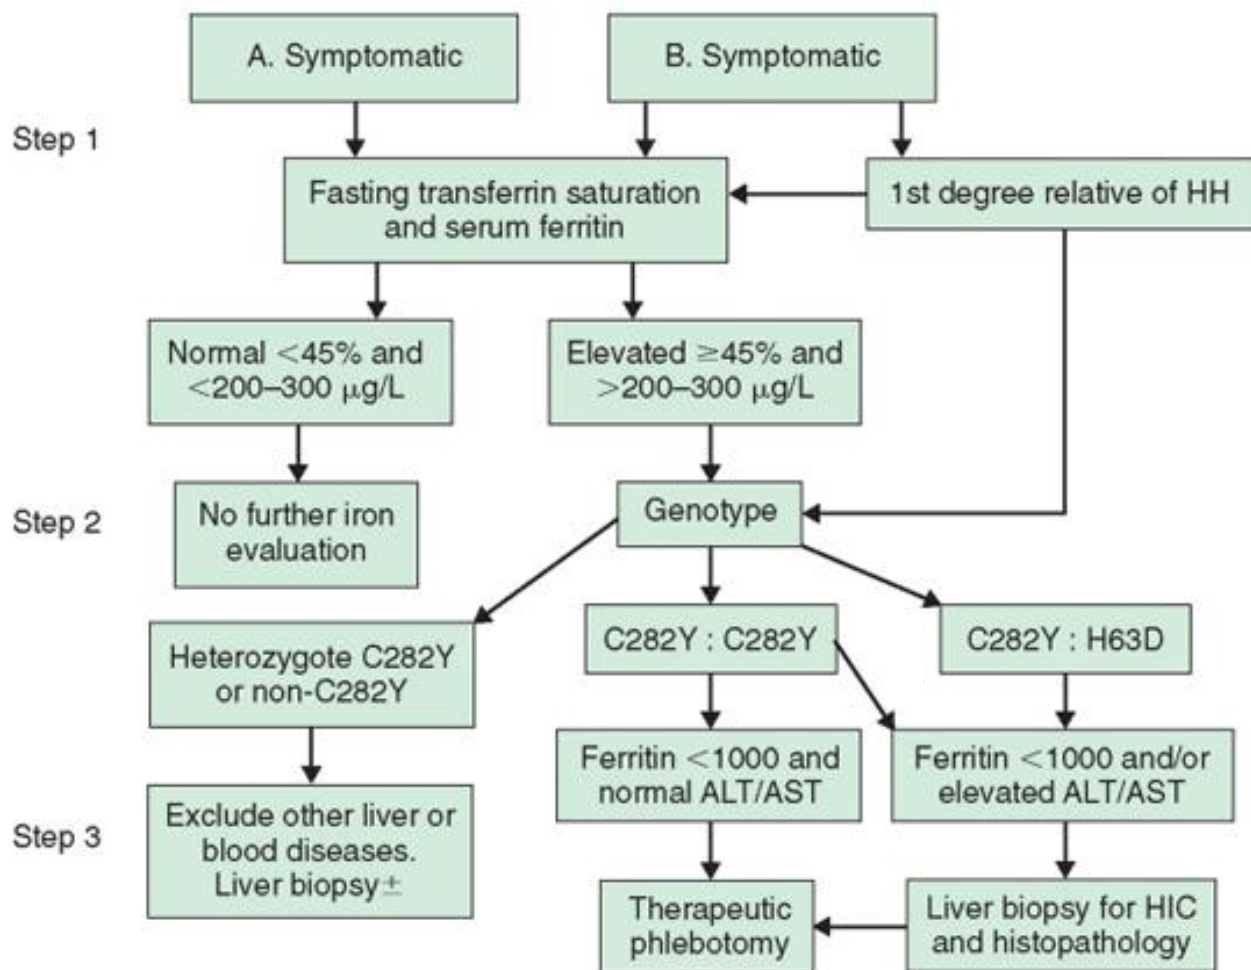 A. Symptomatic
B. Symptomatic
Step 1
Fasting transferrin saturation
and serum ferritin
1st degree relative of HH
Normal <45% and
<200–300 μg/L
Elevated ≥45% and
>200–300 μg/L
Step 2
No further iron
evaluation
Genotype
Heterozygote C282Y
or non-C282Y
C282Y : C282Y
C282Y : H63D
Ferritin <1000 and
normal ALT/AST
Ferritin <1000 and/or
elevated ALT/AST
Step 3
Exclude other liver or
blood diseases.
Liver biopsy±
Therapeutic
phlebotomy
Liver biopsy for HIC
and histopathology